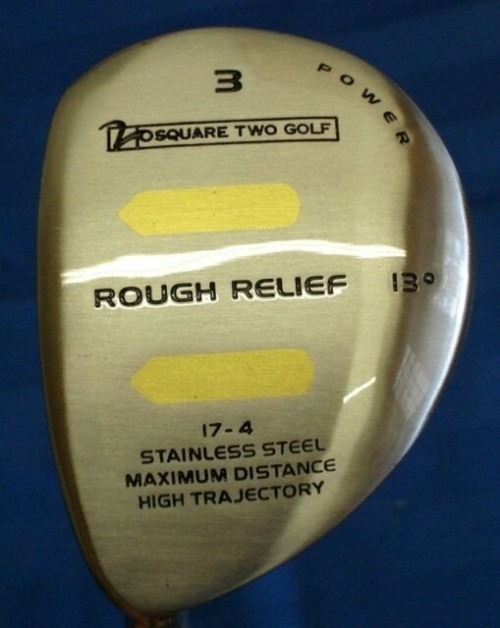 3
POWER
SQUARE TWO GOLF
ROUGH RELIEF
13°
17-4
STAINLESS STEEL
MAXIMUM DISTANCE
HIGH TRAJECTORY